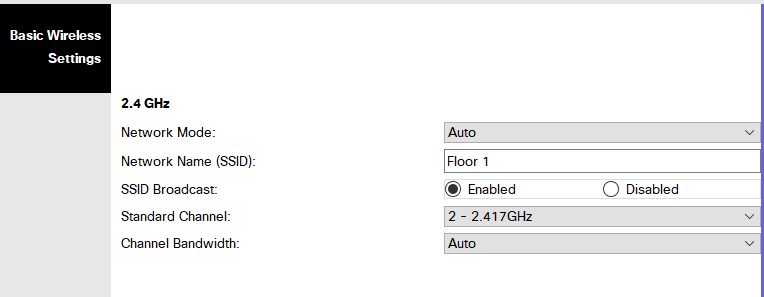 Basic Wireless
Settings
2.4 GHz
Network Mode: Auto
Network Name (SSID): Floor 1
SSID Broadcast: Enabled Disabled
Standard Channel: 2 - 2.417GHz
Channel Bandwidth: Auto